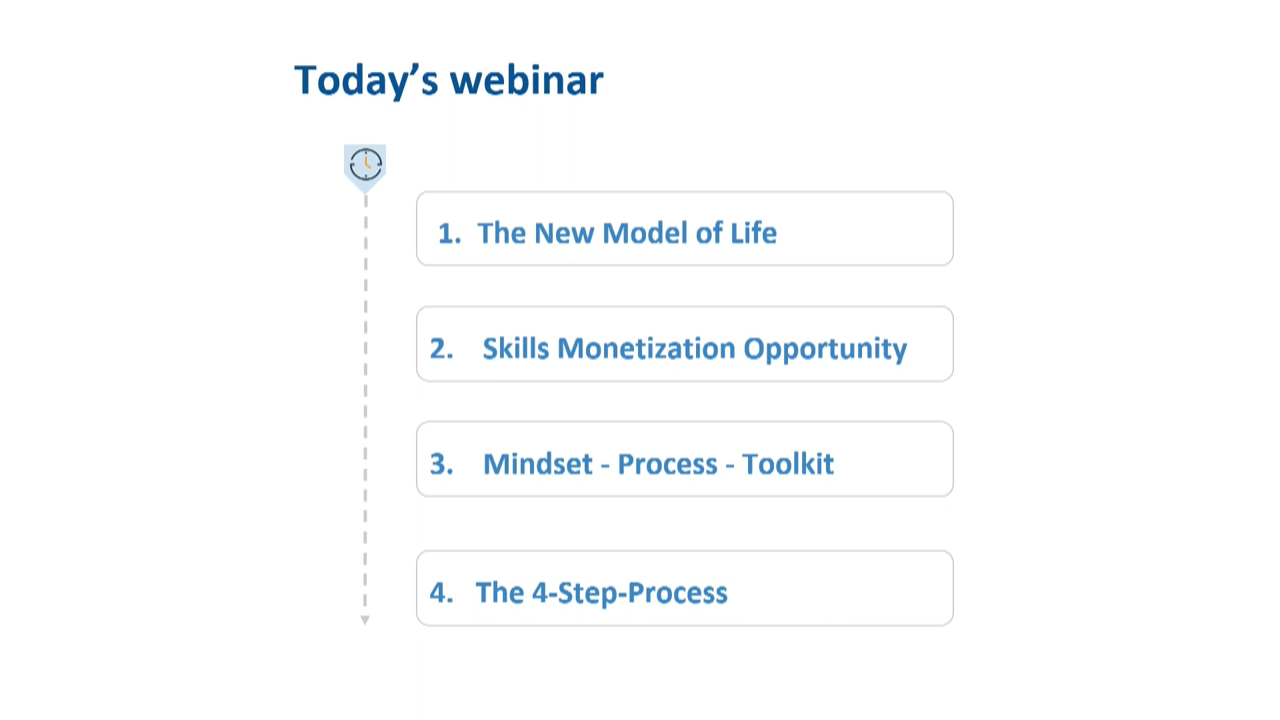 Today’s webinar
1. The New Model of Life
2. Skills Monetization Opportunity
3. Mindset - Process - Toolkit
4. The 4-Step-Process